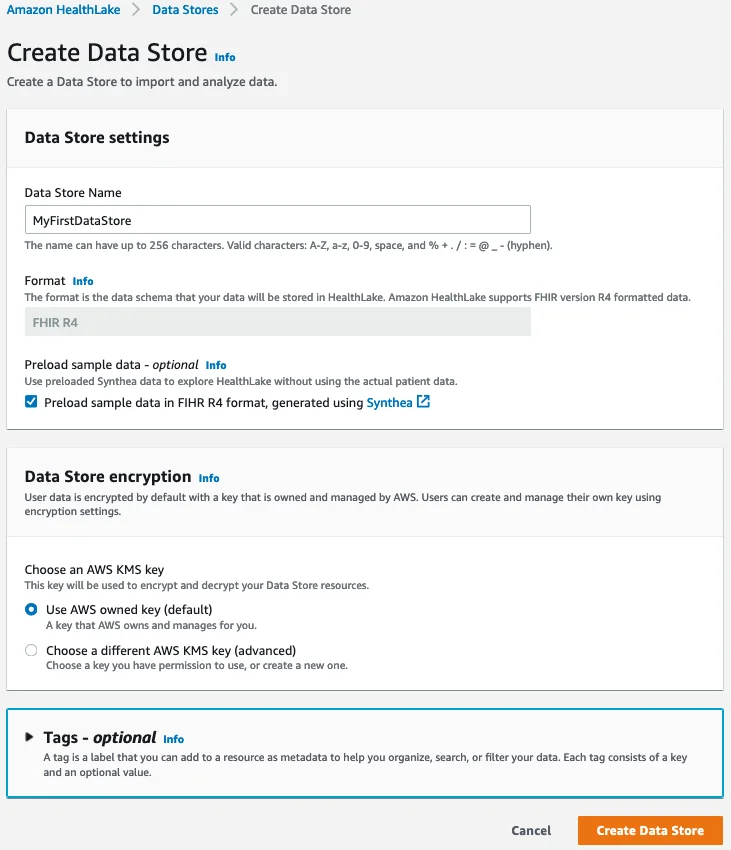 Amazon HealthLake > Data Stores > Create Data Store
Create Data Store Info
Create a Data Store to import and analyze data.
Data Store settings
Data Store Name
MyFirstDataStore
The name can have up to 256 characters. Valid characters: A-Z, a-z, 0-9, space, and % + . / : = @ _ - (hyphen).
Format Info
The format is the data schema that your data will be stored in HealthLake. Amazon HealthLake supports FHIR version R4 formatted data.
FHIR R4
Preload sample data - optional Info
Use preloaded Synthea data to explore HealthLake without using the actual patient data.
Preload sample data in FIHR R4 format, generated using Synthea
Data Store encryption Info
User data is encrypted by default with a key that is owned and managed by AWS. Users can create and manage their own key using
encryption settings.
Choose an AWS KMS key
This key will be used to encrypt and decrypt your Data Store resources.
Use AWS owned key (default)
A key that AWS owns and manages for you.
Choose a different AWS KMS key (advanced)
Choose a key you have permission to use, or create a new one.
Tags - optional Info
A tag is a label that you can add to a resource as metadata to help you organize, search, or filter your data. Each tag consists of a key
and an optional value.
Cancel Create Data Store